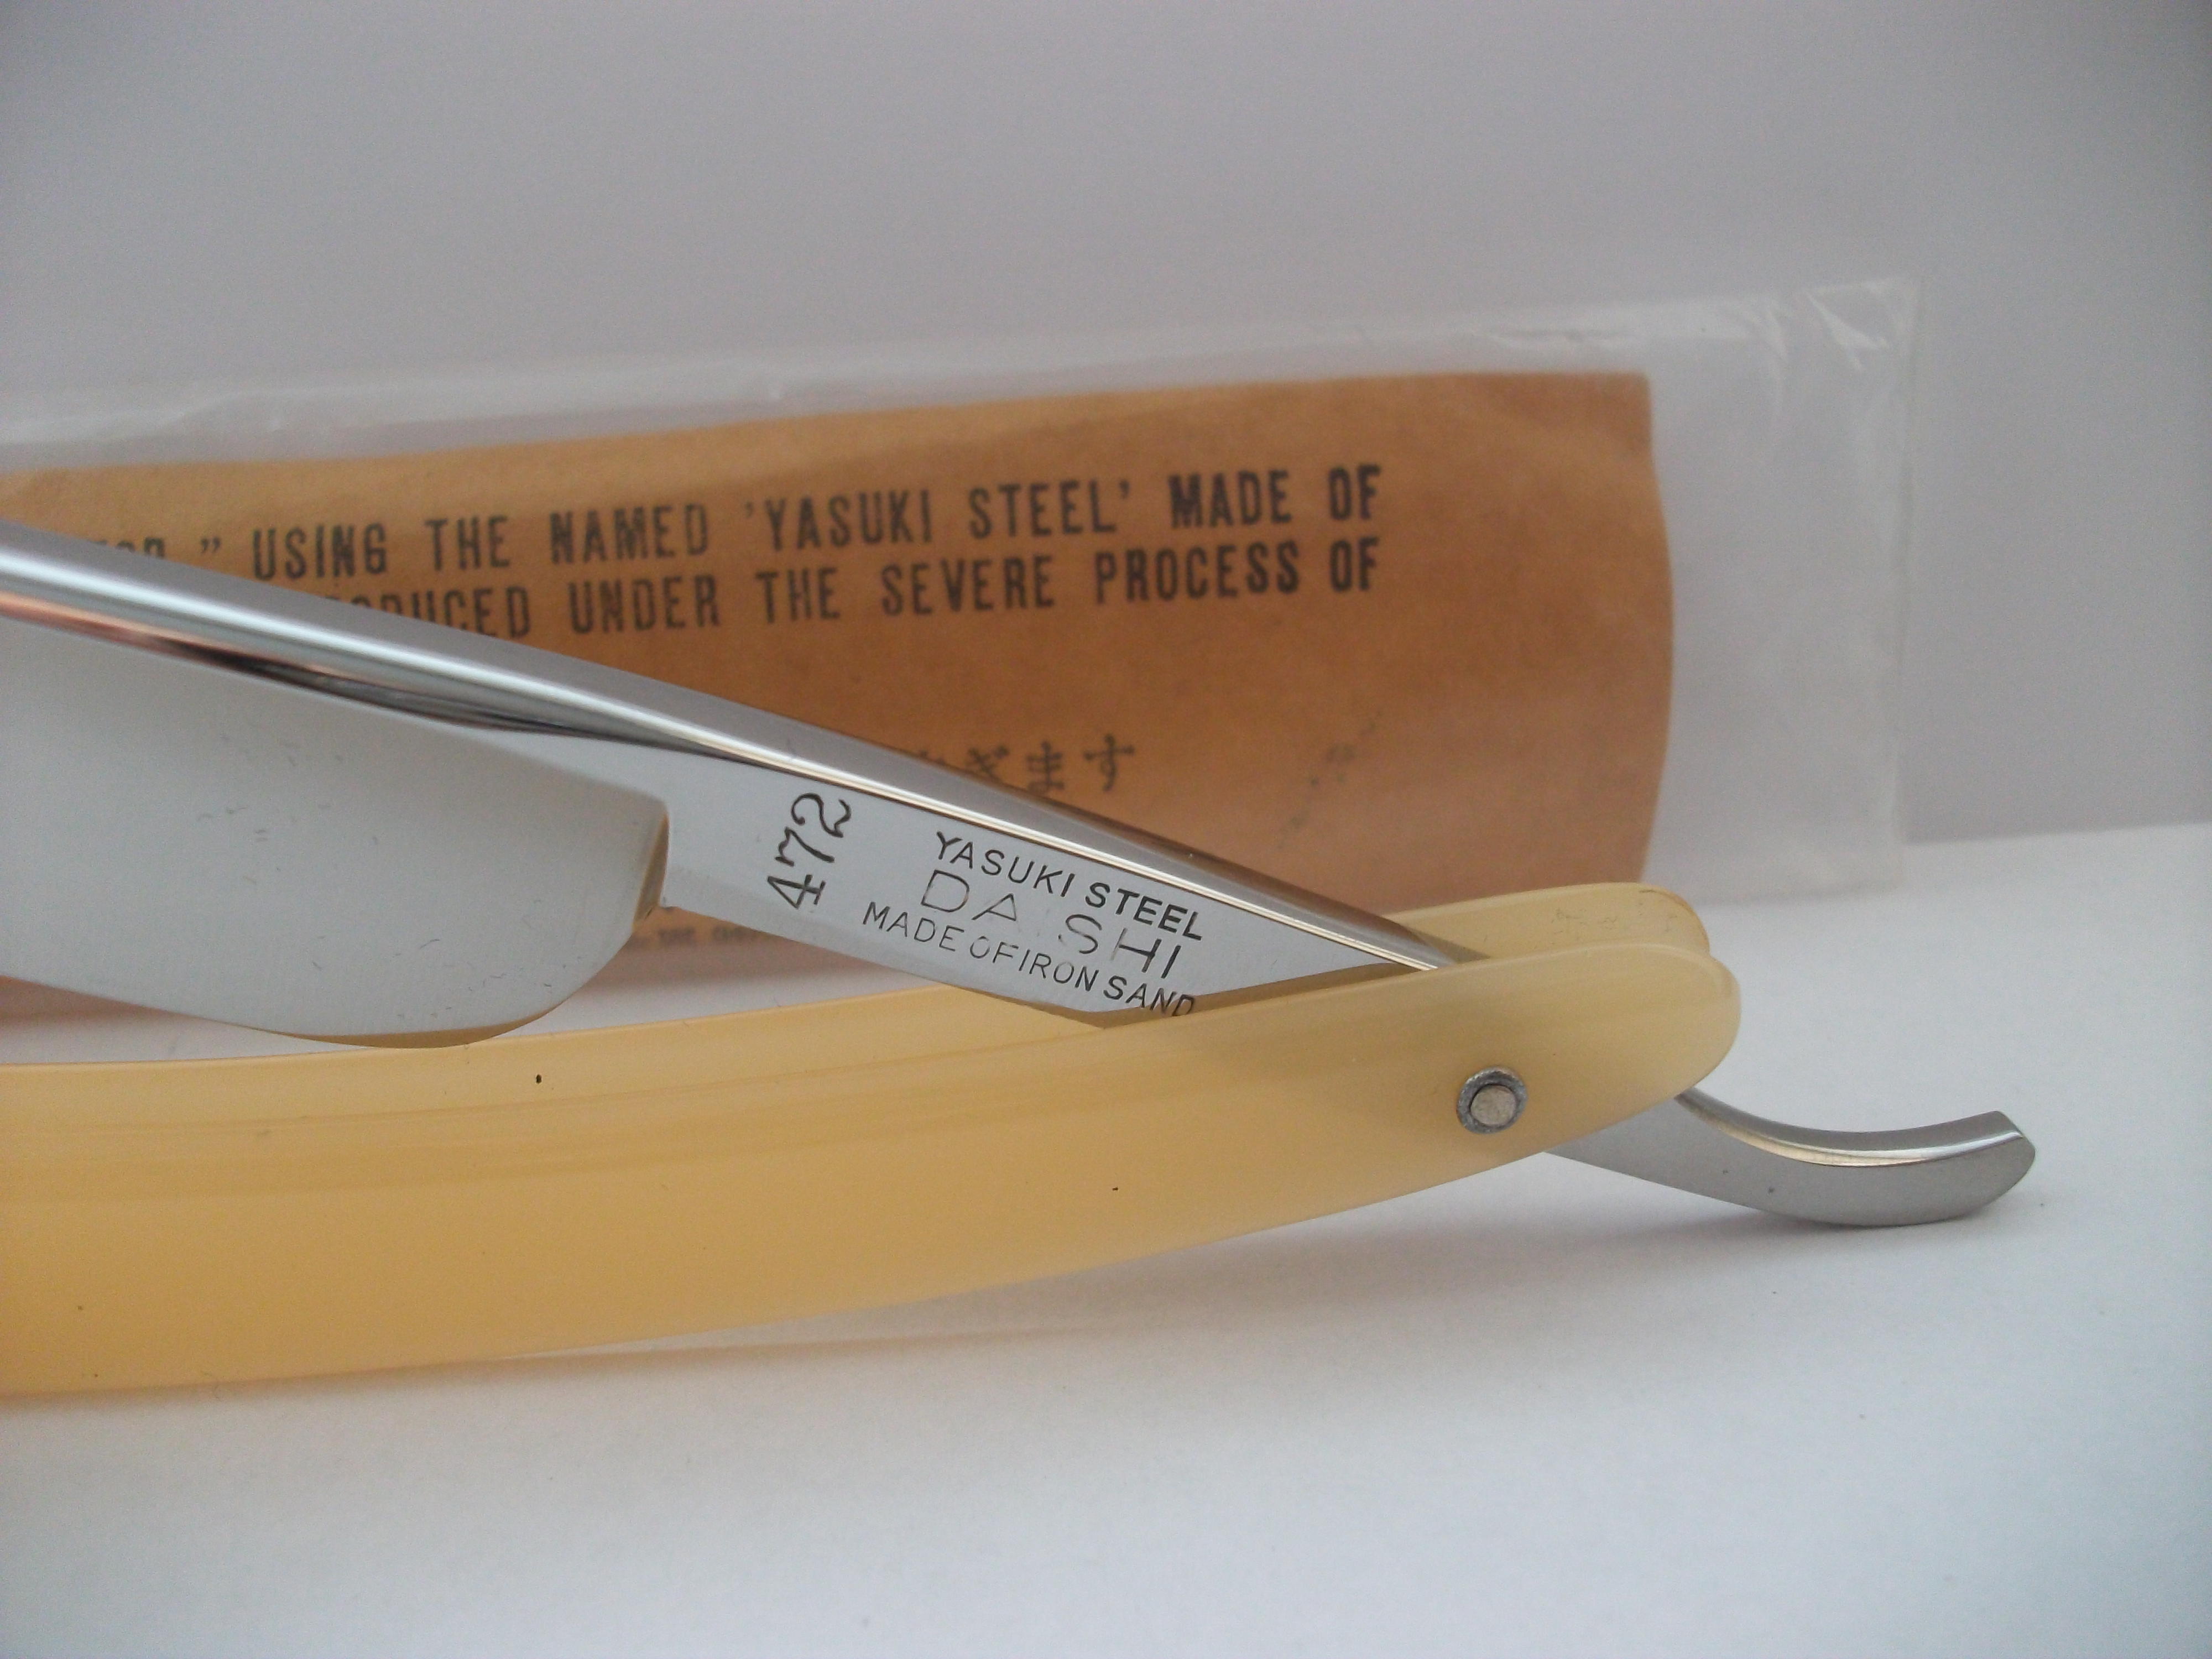 ” USING THE NAMED ’YASUKI STEEL’ MADE OF
UNDER THE SEVERE PROCESS OF
ぎます
472
YASUKI STEEL
DA SHI
MADE OF IRON SAND